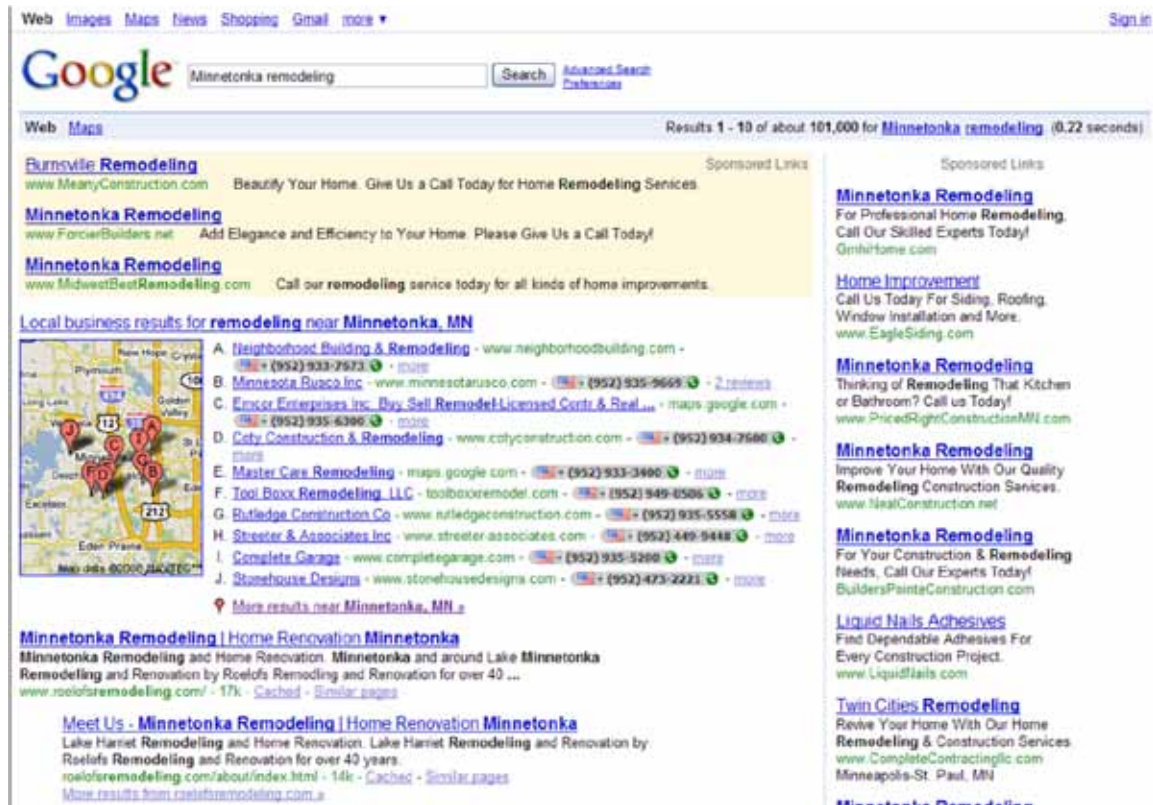 Web Images Maps News Shopping Gmail more ▼
Sign in
Google
Minnetonka remodeling
Search
Advanced Search
Preferences
Web Maps
Results 1 - 10 of about 101,000 for Minnetonka remodeling. (0.22 seconds)
Burnsville Remodeling
Sponsored Links
www.MeanyConstruction.com Beautify Your Home. Give Us a Call Today for Home Remodeling Services.
Minnetonka Remodeling
www.ForcierBuilders.net Add Elegance and Efficiency to Your Home. Please Give Us a Call Today!
Minnetonka Remodeling
www.MidwestBestRemodeling.com Call our remodeling service today for all kinds of home improvements.
Local business results for remodeling near Minnetonka, MN
New Hope
Plymouth
Golden
Valley
12
212
Eden Prairie
A. Neighborhood Building & Remodeling - www.neighborhoodbuilding.com -
+ (952) 933-7673 - more
B. Minnesota Rusco Inc - www.minnesotarusco.com - + (952) 935-9669 - 2 reviews
C. Emcor Enterprises Inc. Buy Sell Remodel-Licensed Contr & Real ... - maps.google.com -
+ (952) 935-6300 - more
D. Coty Construction & Remodeling - www.cotyconstruction.com - + (952) 934-7600 -
more
E. Master Care Remodeling - maps.google.com - + (952) 933-3400 - more
F. Tool Boxx Remodeling, LLC - toolboxxremodel.com - + (952) 949-0506 - more
G. Rutledge Construction Co - www.rutledgeconstruction.com - + (952) 935-5558 - more
H. Streeter & Associates Inc - www.streeter-associates.com - + (952) 449-9448 - more
I. Complete Garage - www.completegarage.com - + (952) 935-5200 - more
J. Stonehouse Designs - www.stonehousedesigns.com - + (952) 473-2221 - more
More results near Minnetonka, MN »
Minnetonka Remodeling | Home Renovation Minnetonka
Minnetonka Remodeling and Home Renovation. Minnetonka and around Lake Minnetonka
Remodeling and Renovation by Roelofs Remodling and Renovation for over 40 ...
www.roelofsremodeling.com/ - 17k - Cached - Similar pages
Meet Us - Minnetonka Remodeling | Home Renovation Minnetonka
Lake Harriet Remodeling and Home Renovation. Lake Harriet Remodeling and Renovation by
Roelofs Remodeling and Renovation for over 40 years.
roelofsremodeling.com/about/index.html - 14k - Cached - Similar pages
More results from roelofsremodeling.com »
Sponsored Links
Minnetonka Remodeling
For Professional Home Remodeling,
Call Our Skilled Experts Today!
Minnetonka Remodeling
Home Improvement
Call Us Today For Siding, Roofing,
Window Installation and More.
www.EagleSiding.com
Minnetonka Remodeling
Thinking of Remodeling That Kitchen
or Bathroom? Call us Today!
www.PricedRightConstructionMN.com
Minnetonka Remodeling
Improve Your Home With Our Quality
Remodeling Construction Services.
www.NealConstruction.net
Minnetonka Remodeling
For Your Construction & Remodeling
Needs, Call Our Experts Today!
BuildersPointeConstruction.com
Liquid Nails Adhesives
Find Dependable Adhesives For
Every Construction Project.
www.LiquidNails.com
Twin Cities Remodeling
Revive Your Home With Our Home
Remodeling & Construction Services
www.CompleteContractingllc.com
Minneapolis-St. Paul, MN
Minnetonka Remodeling